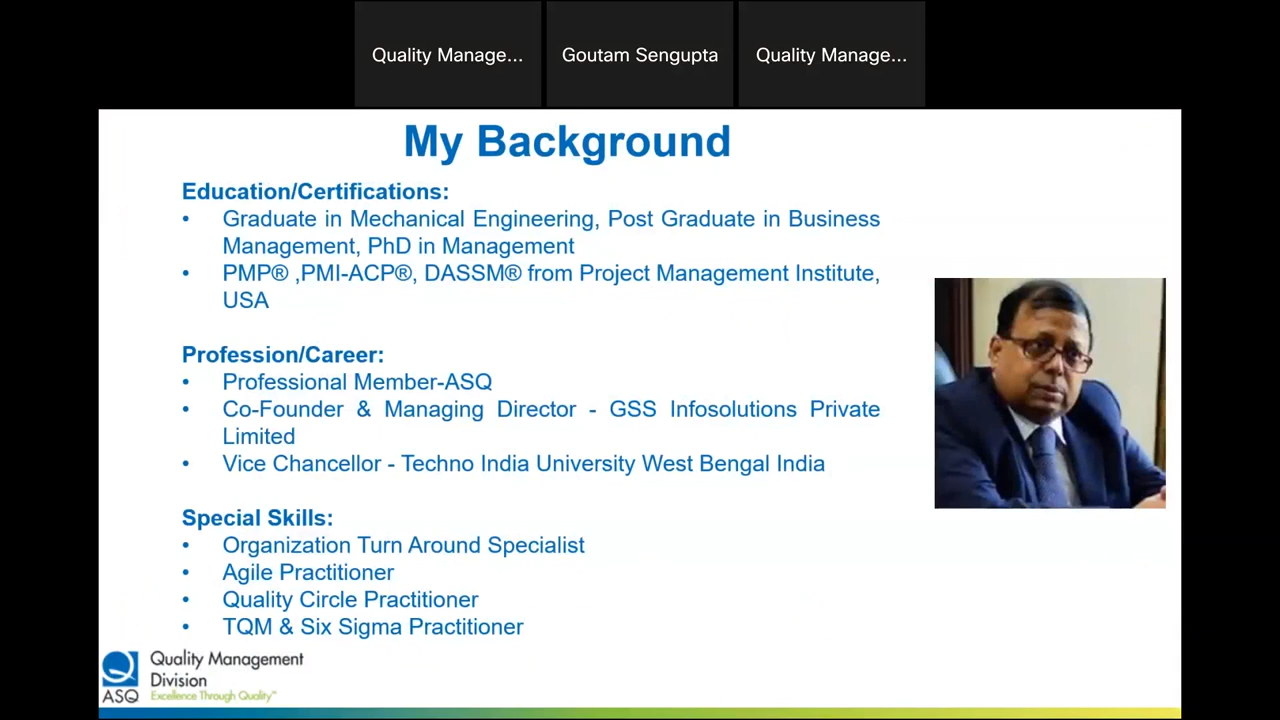 Quality Manage...
Goutam Sengupta
Quality Manage...
My Background
Education/Certifications:
• Graduate in Mechanical Engineering, Post Graduate in Business
Management, PhD in Management
• PMP® ,PMI-ACP®, DASSM® from Project Management Institute,
USA
Profession/Career:
• Professional Member-ASQ
• Co-Founder & Managing Director - GSS Infosolutions Private
Limited
• Vice Chancellor - Techno India University West Bengal India
Special Skills:
• Organization Turn Around Specialist
• Agile Practitioner
• Quality Circle Practitioner
• TQM & Six Sigma Practitioner
Quality Management
Division
ASQ Excellence Through Quality™